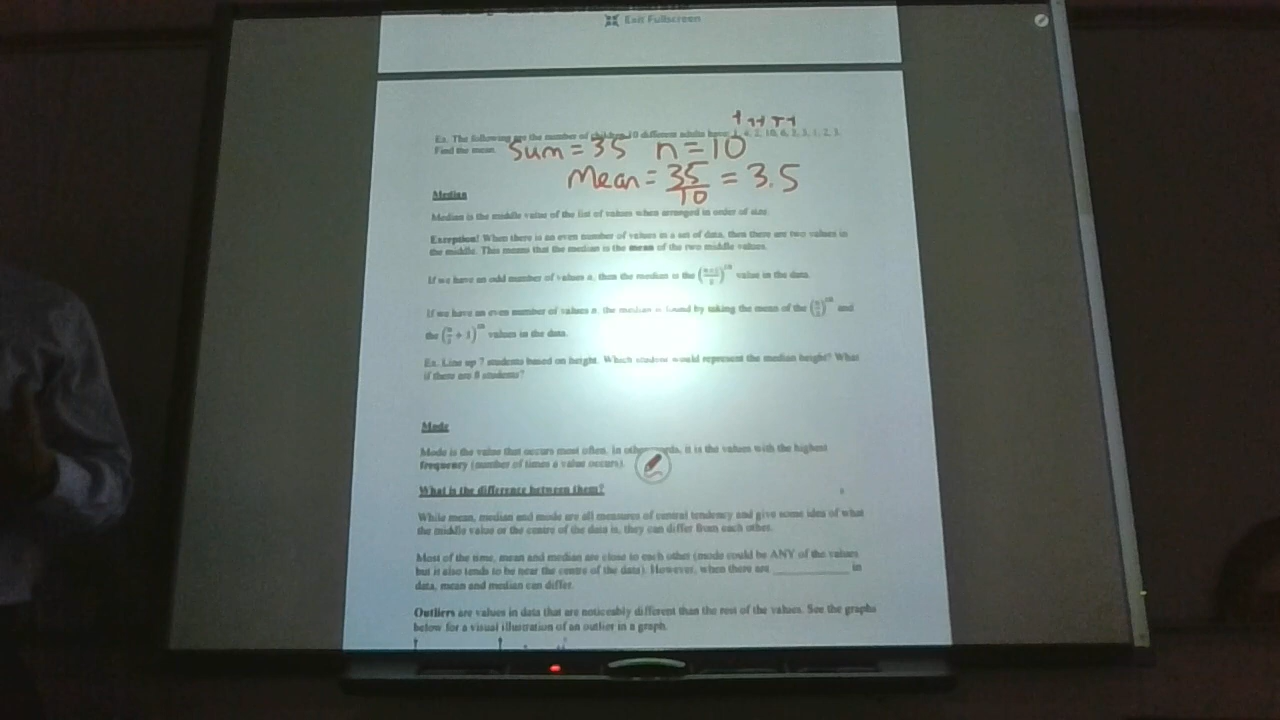 Exit Fullscreen
Ex. The following are the number of children 10 different adults have: 1, 4, 2, 10, 6, 3, 3, 1, 2, 3.
Find the mean.
Sum = 35 n = 10
Mean = 35/10 = 3.5
Median
Median is the middle value of the list of values when arranged in order of size.
Exception! When there is an even number of values in a set of data, then there are two values in
the middle. This means that the median is the mean of the two middle values.
If we have an odd number of values n, then the median is the ((n+1)/2)^th value in the data.
If we have an even number of values n, the median is found by taking the mean of the (n/2)^th and
the (n/2 + 1)^th values in the data.
Ex. Line up 7 students based on height. Which student would represent the median height? What
if there are 8 students?
Mode
Mode is the value that occurs most often. In other words, it is the values with the highest
frequency (number of times a value occurs).
What is the difference between them?
While mean, median and mode are all measures of central tendency and give some idea of what
the middle value or the centre of the data is, they can differ from each other.
Most of the time, mean and median are close to each other (mode could be ANY of the values
but it also tends to be near the centre of the data). However, when there are ____________ in
data, mean and median can differ.
Outliers are values in data that are noticeably different than the rest of the values. See the graphs
below for a visual illustration of an outlier in a graph.